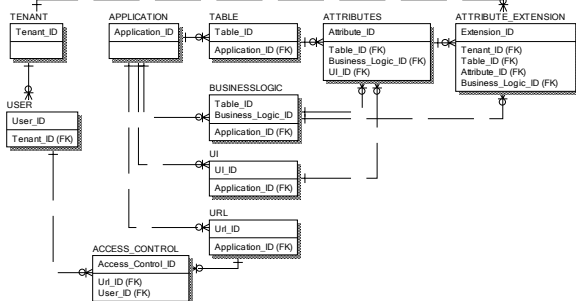 TENANT
Tenant_ID
APPLICATION
Application_ID
TABLE
Table_ID
Application_ID (FK)
ATTRIBUTES
Attribute_ID
Table_ID (FK)
Business_Logic_ID (FK)
UI_ID (FK)
ATTRIBUTE_EXTENSION
Extension_ID
Tenant_ID (FK)
Table_ID (FK)
Attribute_ID (FK)
Business_Logic_ID (FK)
USER
User_ID
Tenant_ID (FK)
BUSINESSLOGIC
Table_ID
Business_Logic_ID
Application_ID (FK)
UI
UI_ID
Application_ID (FK)
URL
Url_ID
Application_ID (FK)
ACCESS_CONTROL
Access_Control_ID
Url_ID (FK)
User_ID (FK)